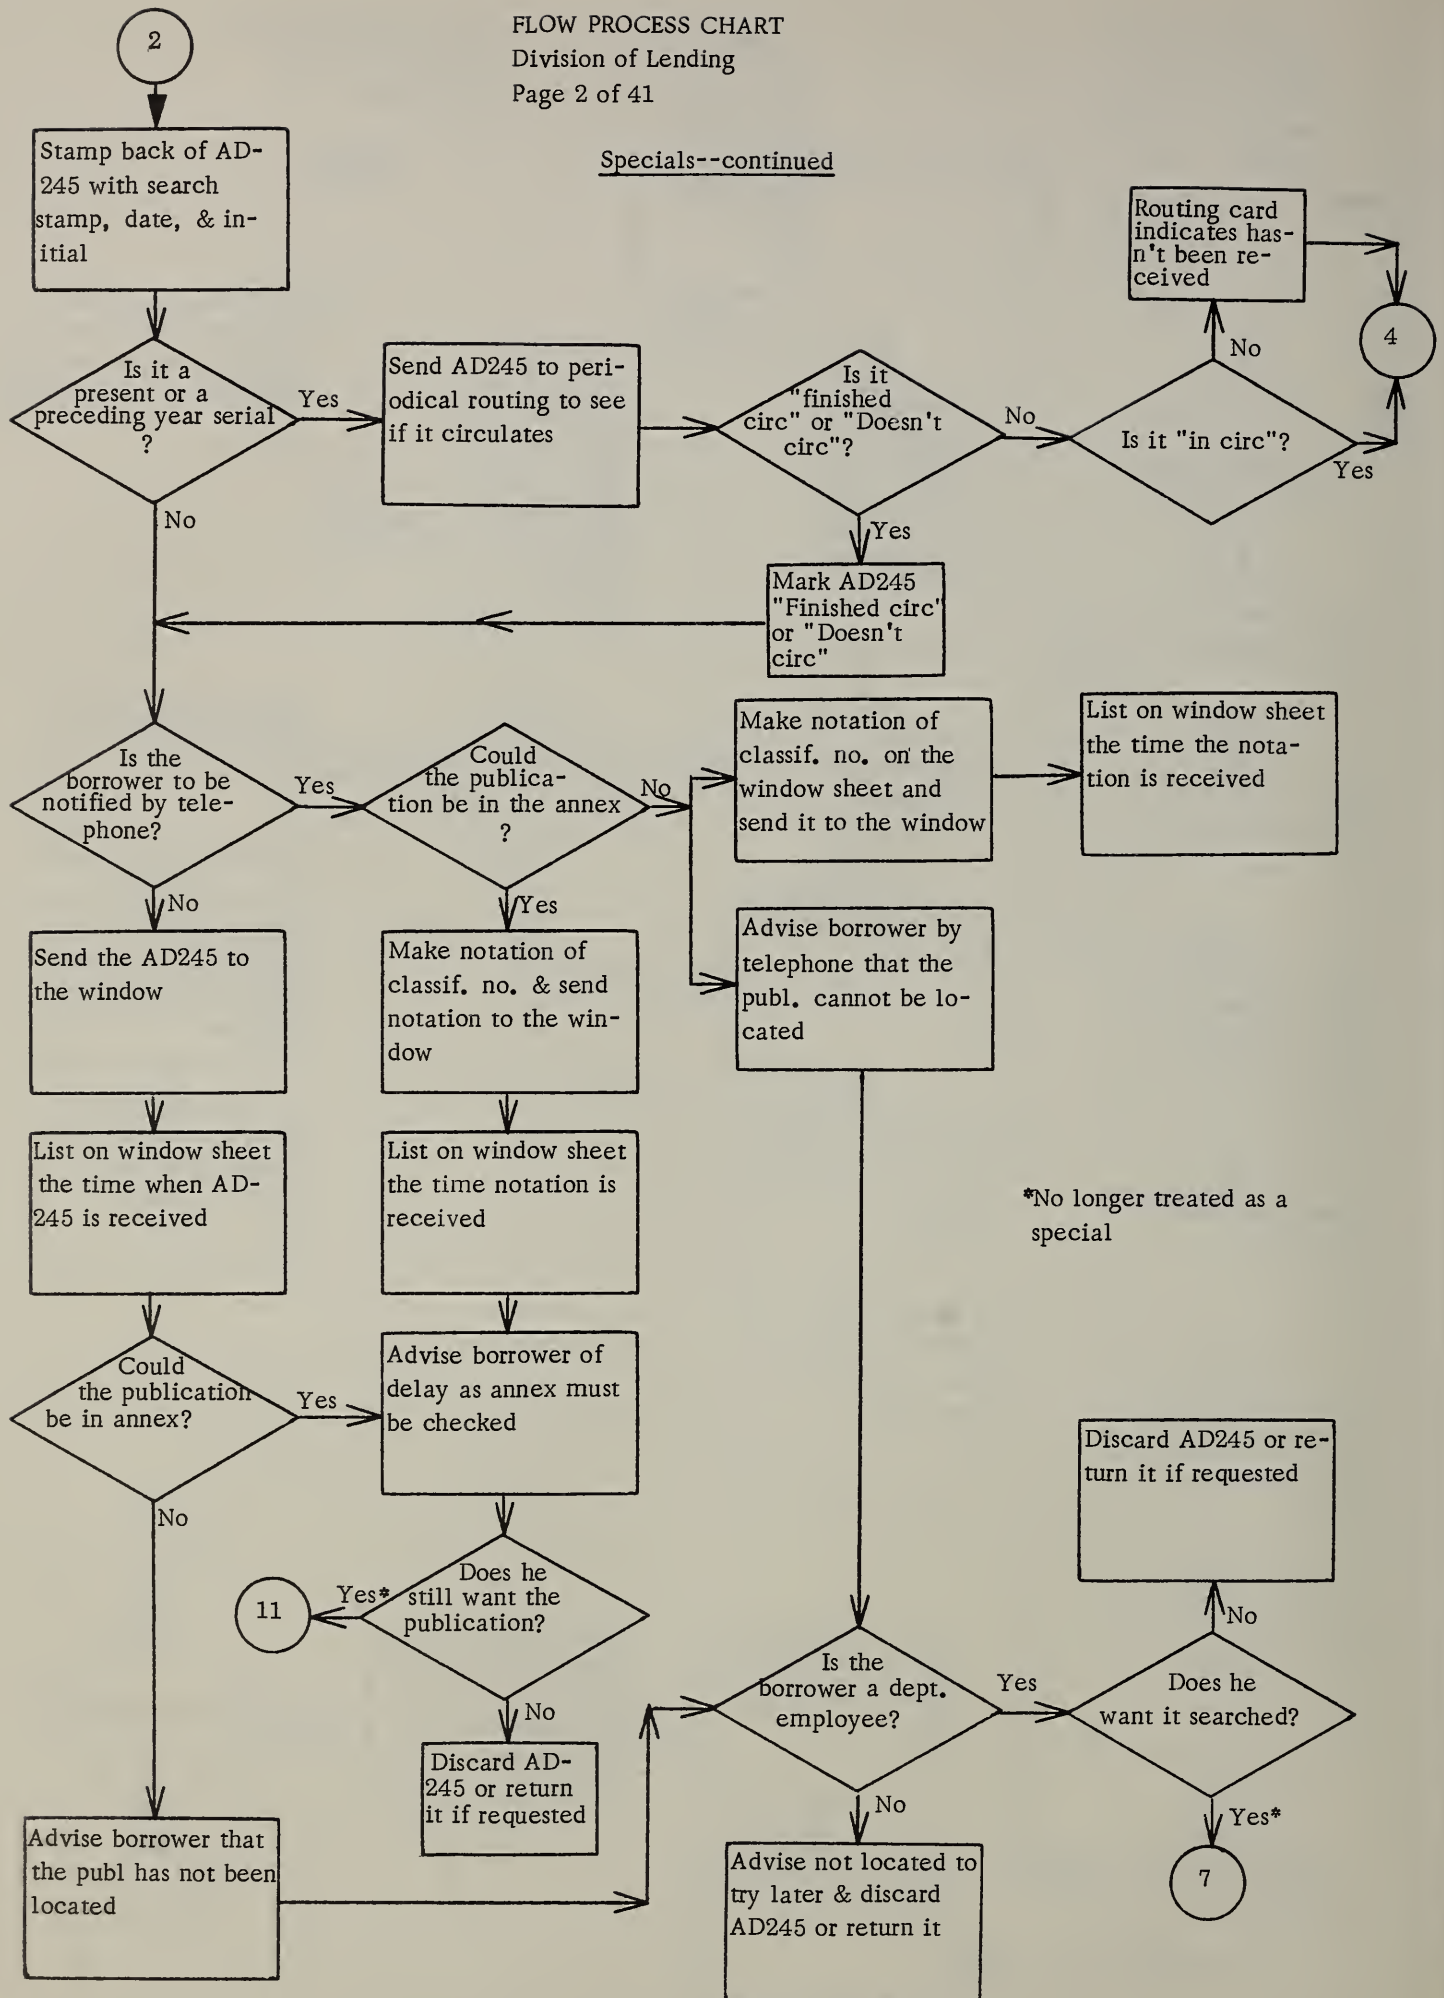 2
FLOW PROCESS CHART
Division of Lending
Page 2 of 41
Specials--continued
Stamp back of AD-
245 with search
stamp, date, & in-
itial
Routing card
indicates has-
n't been re-
ceived
4
Is it a
present or a
preceding year serial
?
Yes
No
Send AD245 to peri-
odical routing to see
if it circulates
Is it
"finished
circ" or "Doesn't
circ"?
No
Yes
Is it "in circ"?
No
Yes
Mark AD245
"Finished circ"
or "Doesn't
circ"
Is the
borrower to be
notified by tele-
phone?
Yes
No
Could
the publica-
tion be in the annex
?
No
Yes
Make notation of
classif. no. on the
window sheet and
send it to the window
List on window sheet
the time the nota-
tion is received
Advise borrower by
telephone that the
publ. cannot be lo-
cated
Send the AD245 to
the window
Make notation of
classif. no. & send
notation to the win-
dow
List on window sheet
the time when AD-
245 is received
List on window sheet
the time notation is
received
*No longer treated as a
special
Could
the publication
be in annex?
Yes
No
Advise borrower of
delay as annex must
be checked
Does he
still want the
publication?
Yes*
11
No
Discard AD-
245 or return
it if requested
Discard AD245 or re-
turn it if requested
Is the
borrower a dept.
employee?
Yes
No
Does he
want it searched?
No
Yes*
7
Advise borrower that
the publ has not been
located
Advise not located to
try later & discard
AD245 or return it